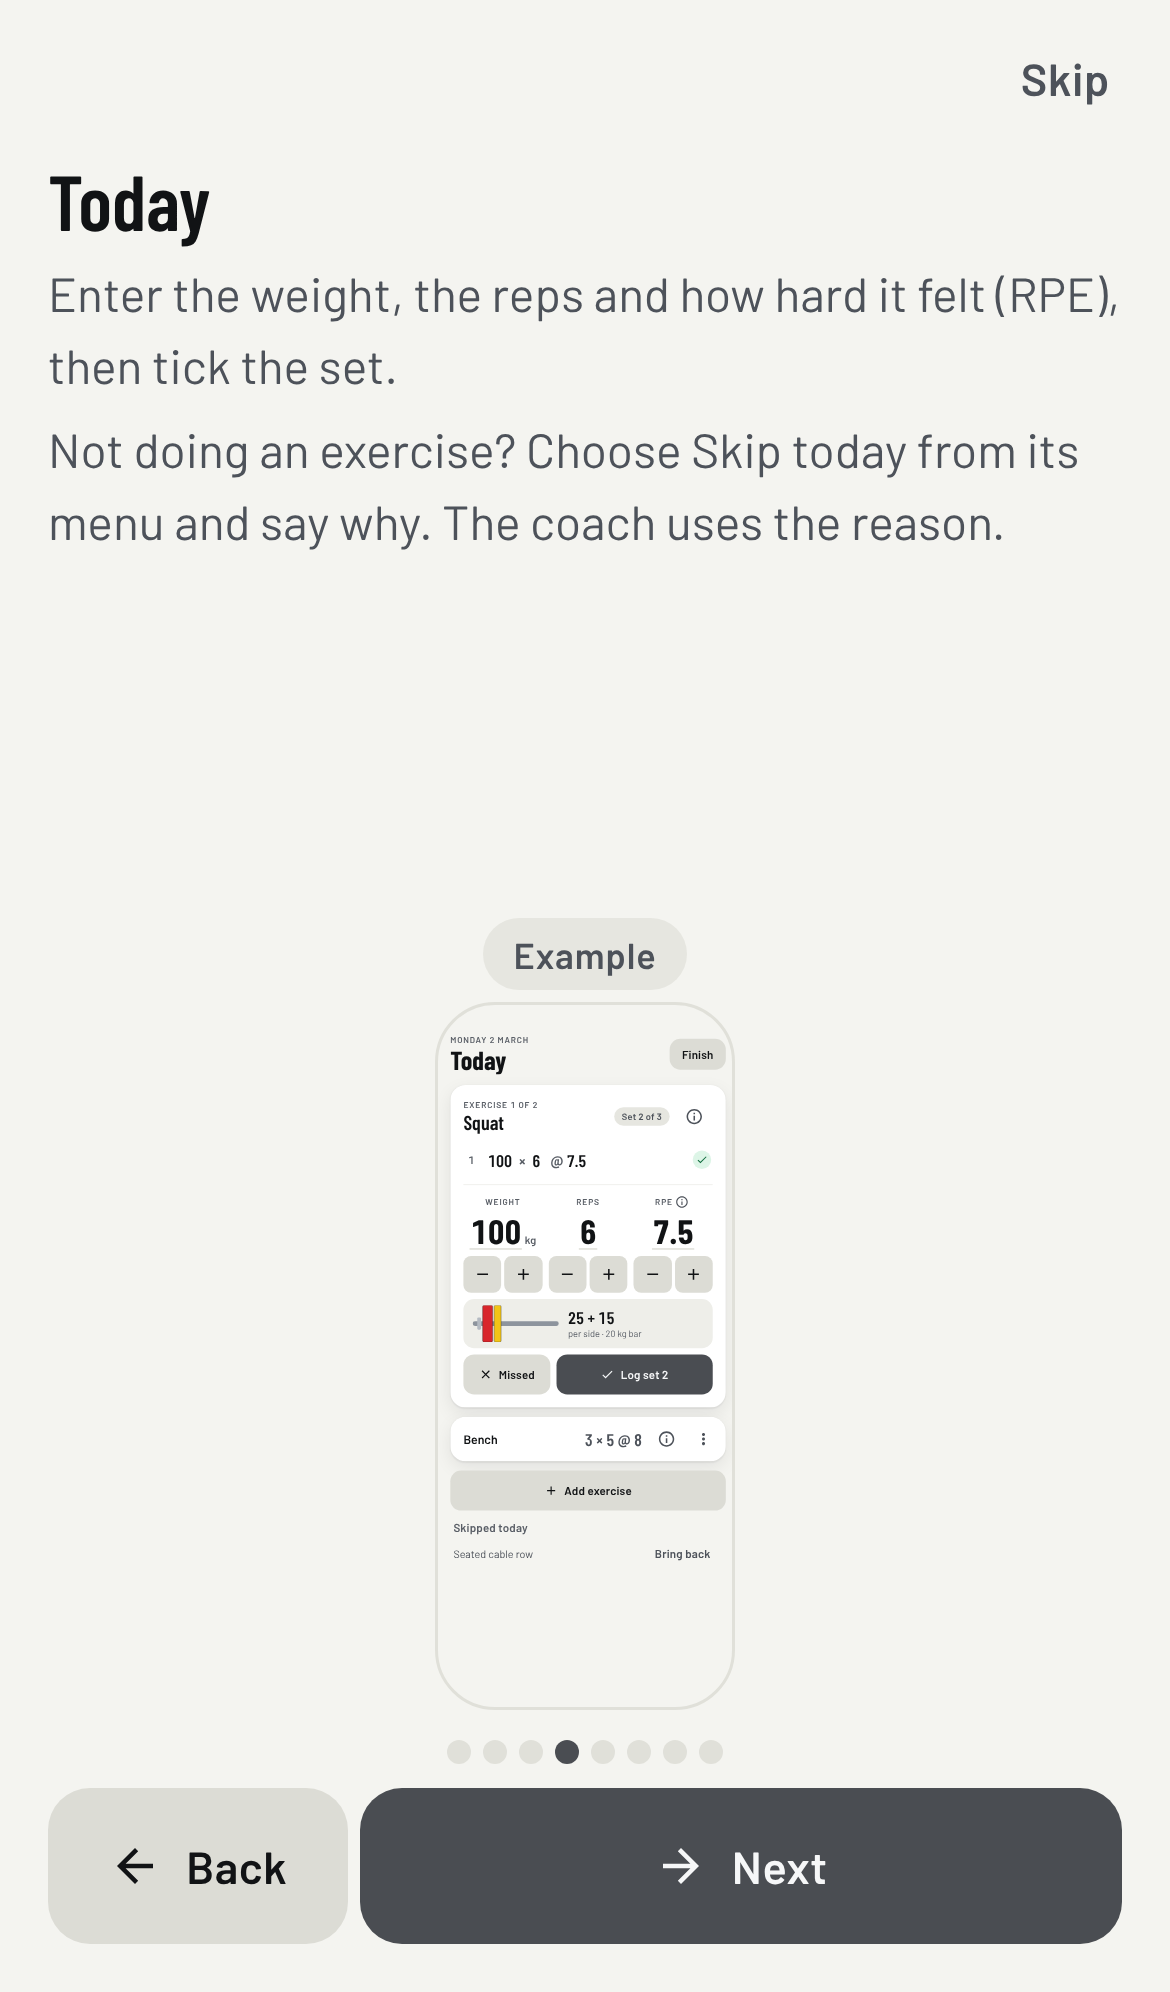 Skip
Today
Enter the weight, the reps and how hard it felt (RPE),
then tick the set.
Not doing an exercise? Choose Skip today from its
menu and say why. The coach uses the reason.
Example
MONDAY 2 MARCH
Today
Finish
EXERCISE 1 OF 2
Squat
Set 2 of 3
1 100 × 6 @ 7.5
WEIGHT REPS RPE
100 kg 6 7.5
− + − + − +
25 + 15
per side · 20 kg bar
Missed
Log set 2
Bench 3 × 5 @ 8
+ Add exercise
Skipped today
Seated cable row Bring back
Back
Next